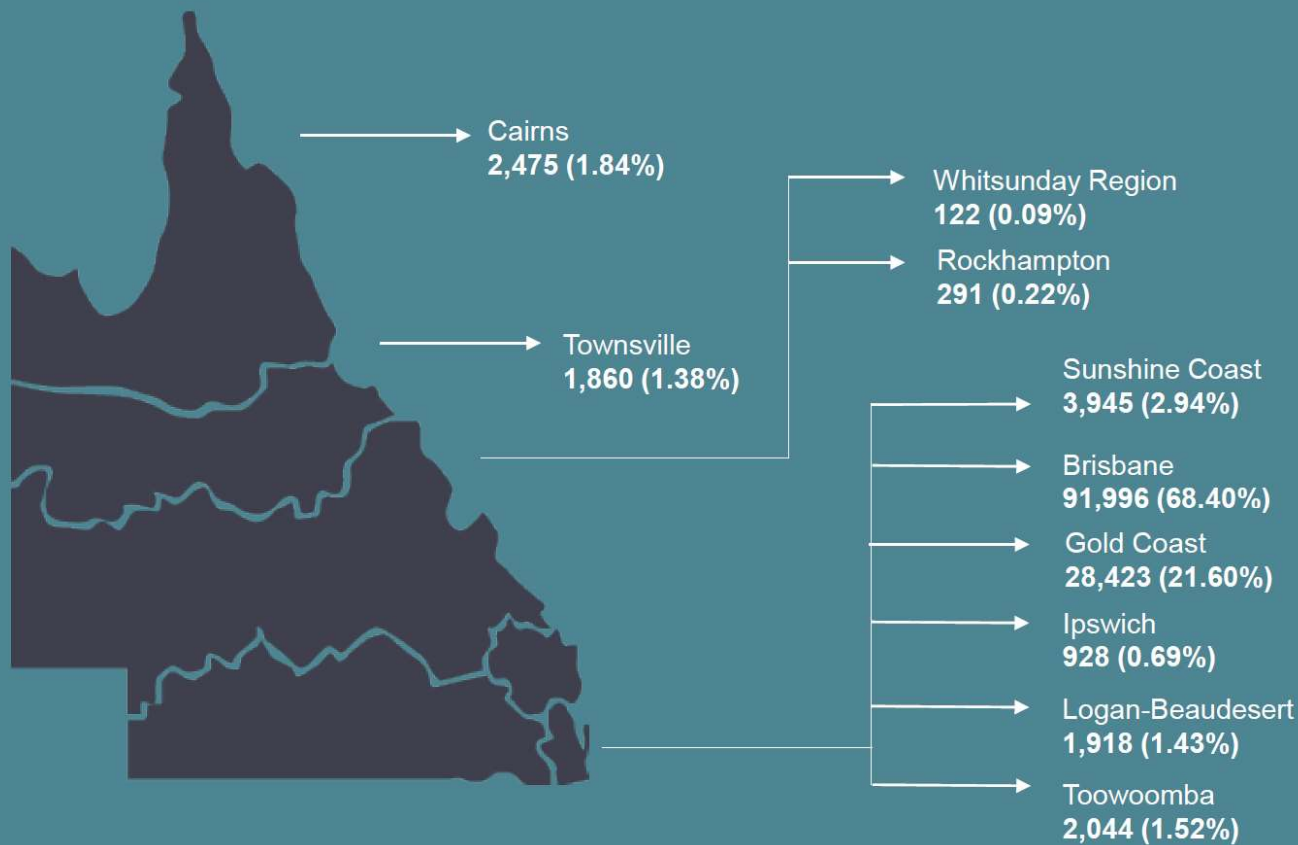 Cairns
2,475 (1.84%)
Whitsunday Region
122 (0.09%)
Rockhampton
291 (0.22%)
Townsville
1,860 (1.38%)
Sunshine Coast
3,945 (2.94%)
Brisbane
91,996 (68.40%)
Gold Coast
28,423 (21.60%)
Ipswich
928 (0.69%)
Logan-Beaudesert
1,918 (1.43%)
Toowoomba
2,044 (1.52%)